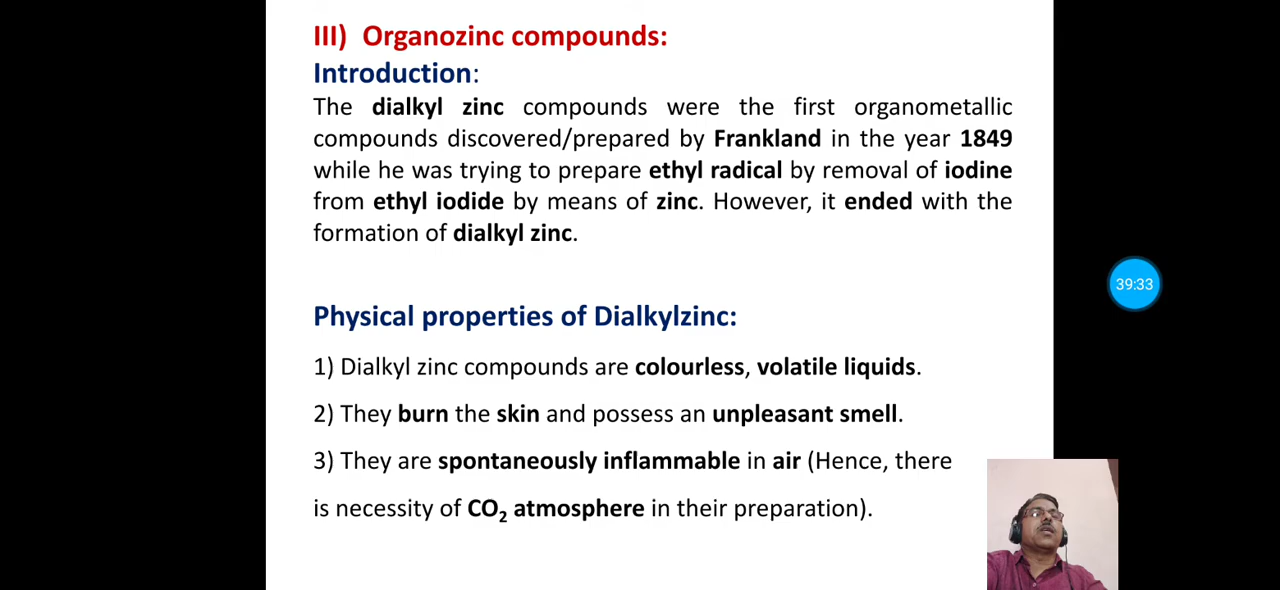 III) Organozinc compounds:
Introduction:
The dialkyl zinc compounds were the first organometallic
compounds discovered/prepared by Frankland in the year 1849
while he was trying to prepare ethyl radical by removal of iodine
from ethyl iodide by means of zinc. However, it ended with the
formation of dialkyl zinc.
Physical properties of Dialkylzinc:
1) Dialkyl zinc compounds are colourless, volatile liquids.
2) They burn the skin and possess an unpleasant smell.
3) They are spontaneously inflammable in air (Hence, there
is necessity of CO₂ atmosphere in their preparation).
39:33